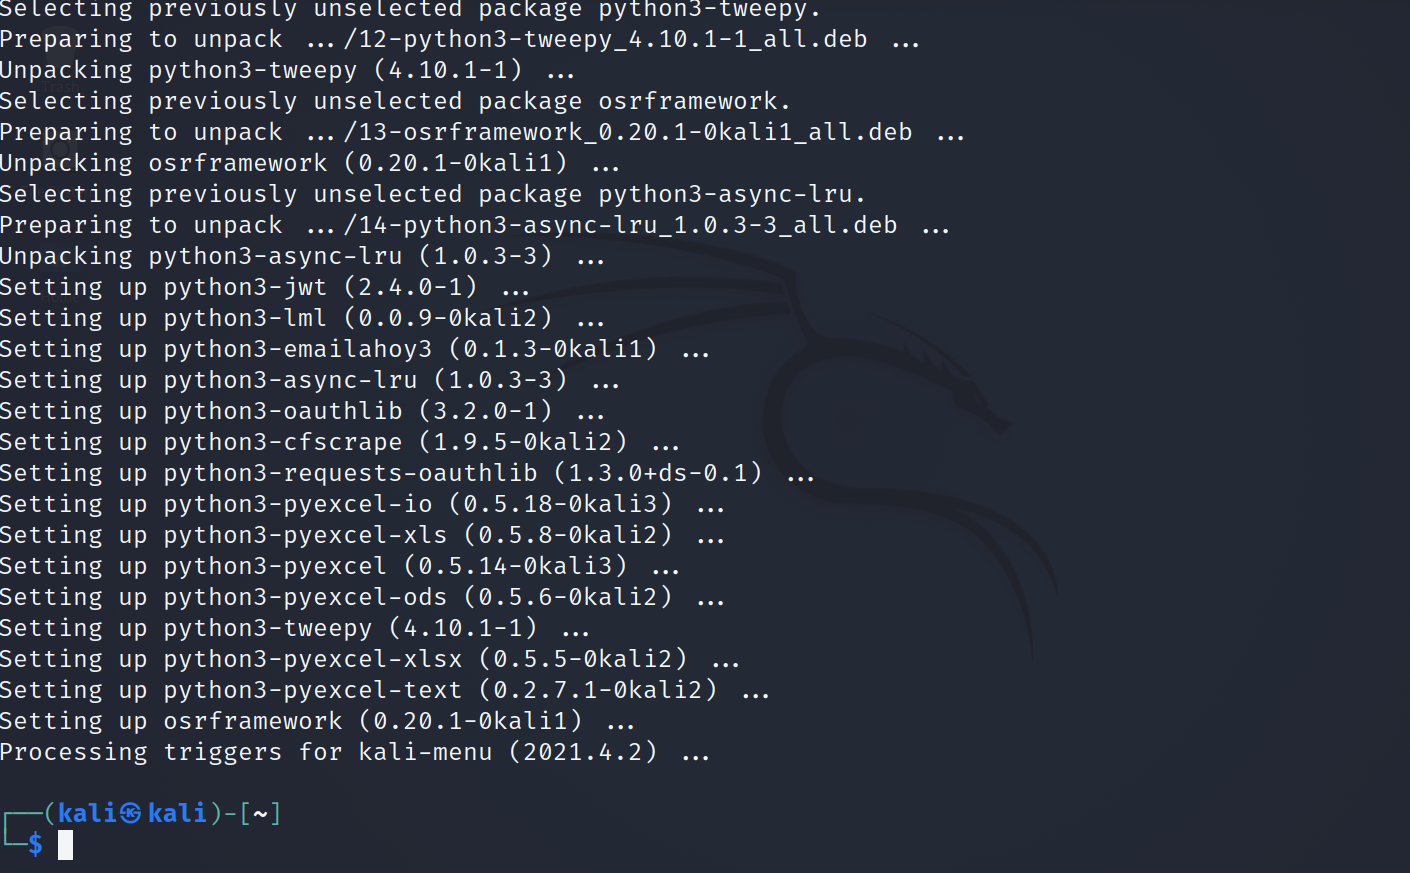 Selecting previously unselected package python3-tweepy.
Preparing to unpack .../12-python3-tweepy_4.10.1-1_all.deb ...
Unpacking python3-tweepy (4.10.1-1) ...
Selecting previously unselected package osrframework.
Preparing to unpack .../13-osrframework_0.20.1-0kali1_all.deb ...
Unpacking osrframework (0.20.1-0kali1) ...
Selecting previously unselected package python3-async-lru.
Preparing to unpack .../14-python3-async-lru_1.0.3-3_all.deb ...
Unpacking python3-async-lru (1.0.3-3) ...
Setting up python3-jwt (2.4.0-1) ...
Setting up python3-lml (0.0.9-0kali2) ...
Setting up python3-emailahoy3 (0.1.3-0kali1) ...
Setting up python3-async-lru (1.0.3-3) ...
Setting up python3-oauthlib (3.2.0-1) ...
Setting up python3-cfscrape (1.9.5-0kali2) ...
Setting up python3-requests-oauthlib (1.3.0+ds-0.1) ...
Setting up python3-pyexcel-io (0.5.18-0kali3) ...
Setting up python3-pyexcel-xls (0.5.8-0kali2) ...
Setting up python3-pyexcel (0.5.14-0kali3) ...
Setting up python3-pyexcel-ods (0.5.6-0kali2) ...
Setting up python3-tweepy (4.10.1-1) ...
Setting up python3-pyexcel-xlsx (0.5.5-0kali2) ...
Setting up python3-pyexcel-text (0.2.7.1-0kali2) ...
Setting up osrframework (0.20.1-0kali1) ...
Processing triggers for kali-menu (2021.4.2) ...
┌──(kali㉿kali)-[~]
└─$